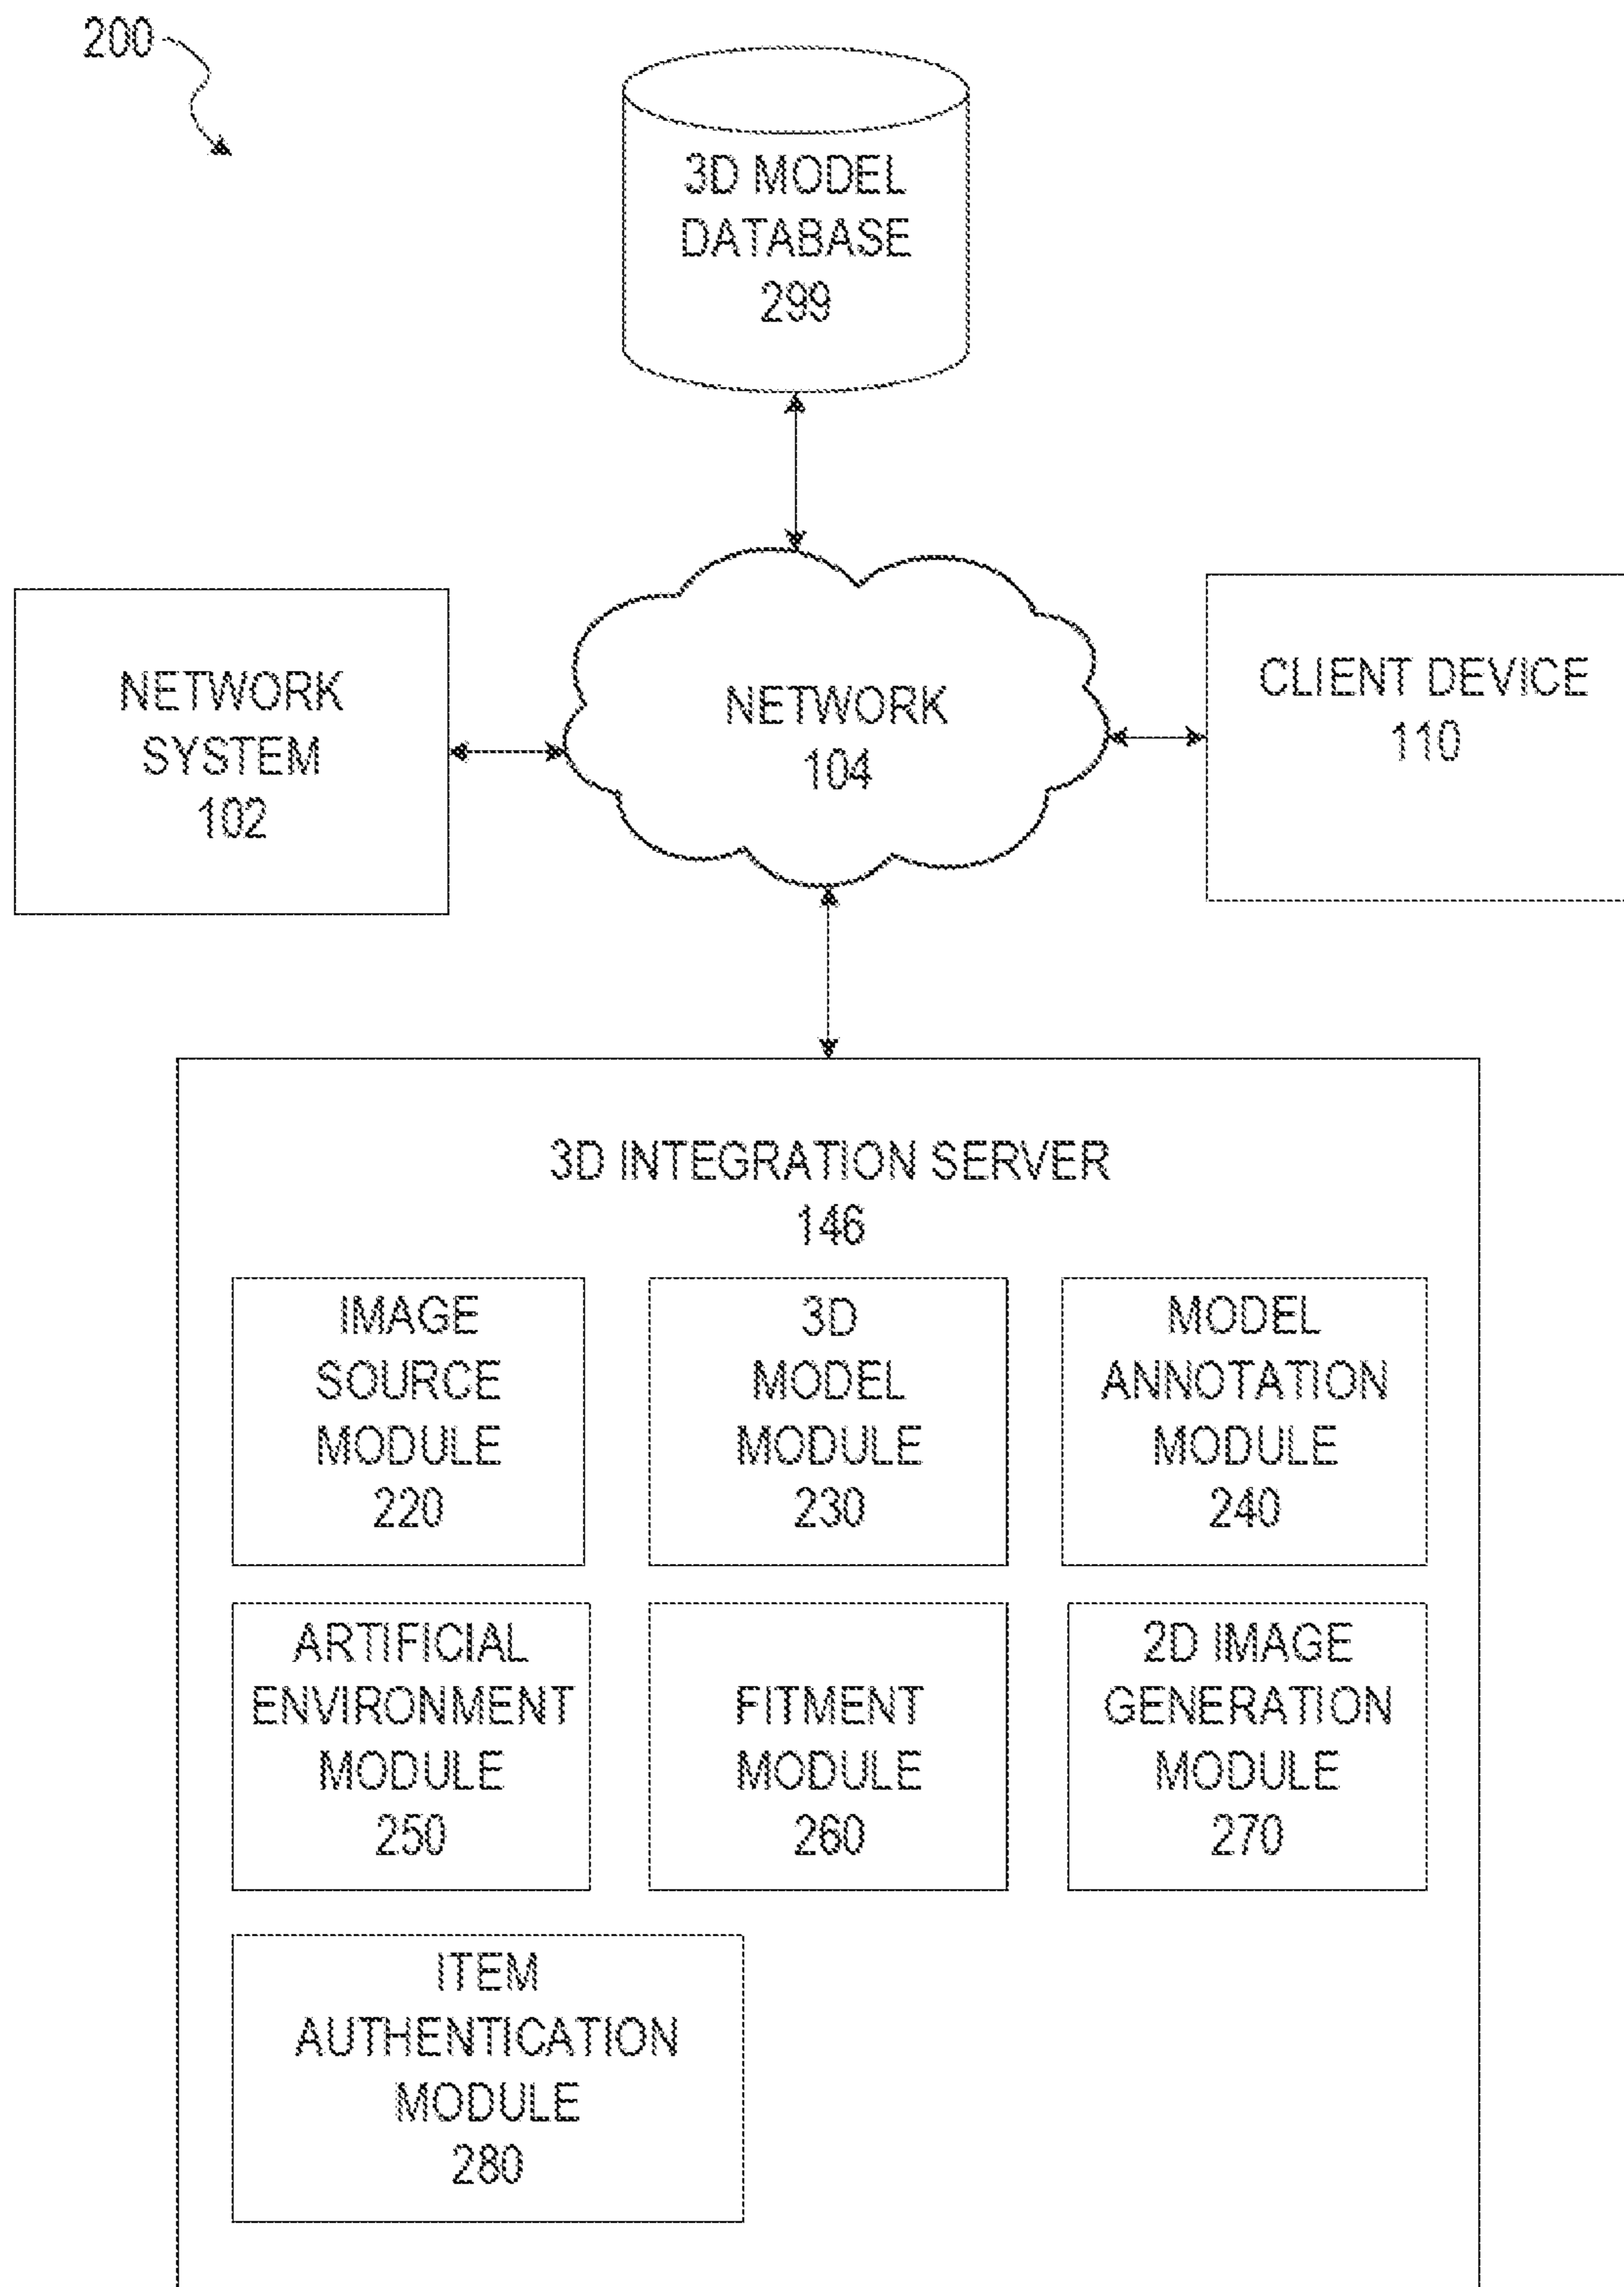 200
3D MODEL
DATABASE
299
NETWORK
SYSTEM
102
NETWORK
104
CLIENT DEVICE
110
3D INTEGRATION SERVER
146
IMAGE
SOURCE
MODULE
220
3D
MODEL
MODULE
230
MODEL
ANNOTATION
MODULE
240
ARTIFICIAL
ENVIRONMENT
MODULE
250
FITMENT
MODULE
260
2D IMAGE
GENERATION
MODULE
270
ITEM
AUTHENTICATION
MODULE
280